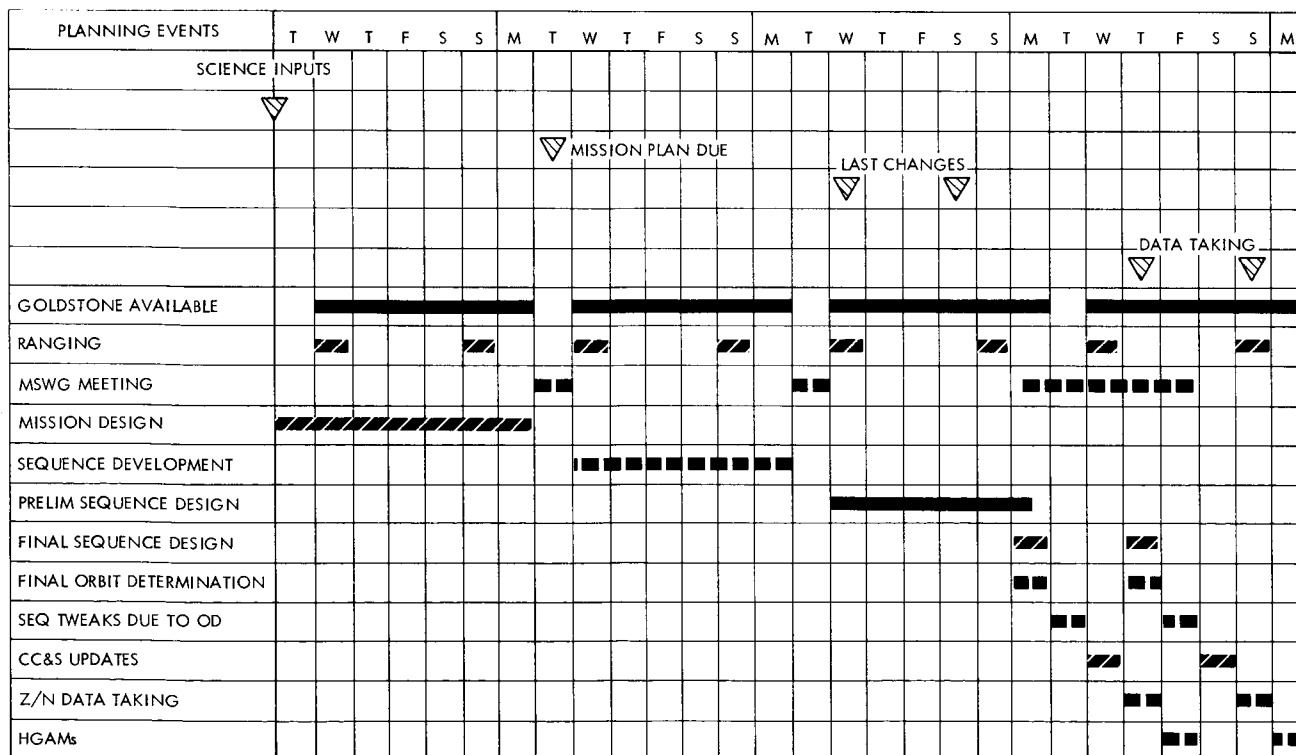 PLANNING EVENTS T W T F S S M T W T F S S M T W T F S S M T W T F S S M
SCIENCE INPUTS
MISSION PLAN DUE
LAST CHANGES
DATA TAKING
GOLDSTONE AVAILABLE
RANGING
MSWG MEETING
MISSION DESIGN
SEQUENCE DEVELOPMENT
PRELIM SEQUENCE DESIGN
FINAL SEQUENCE DESIGN
FINAL ORBIT DETERMINATION
SEQ TWEAKS DUE TO OD
CC&S UPDATES
Z/N DATA TAKING
HGAMs